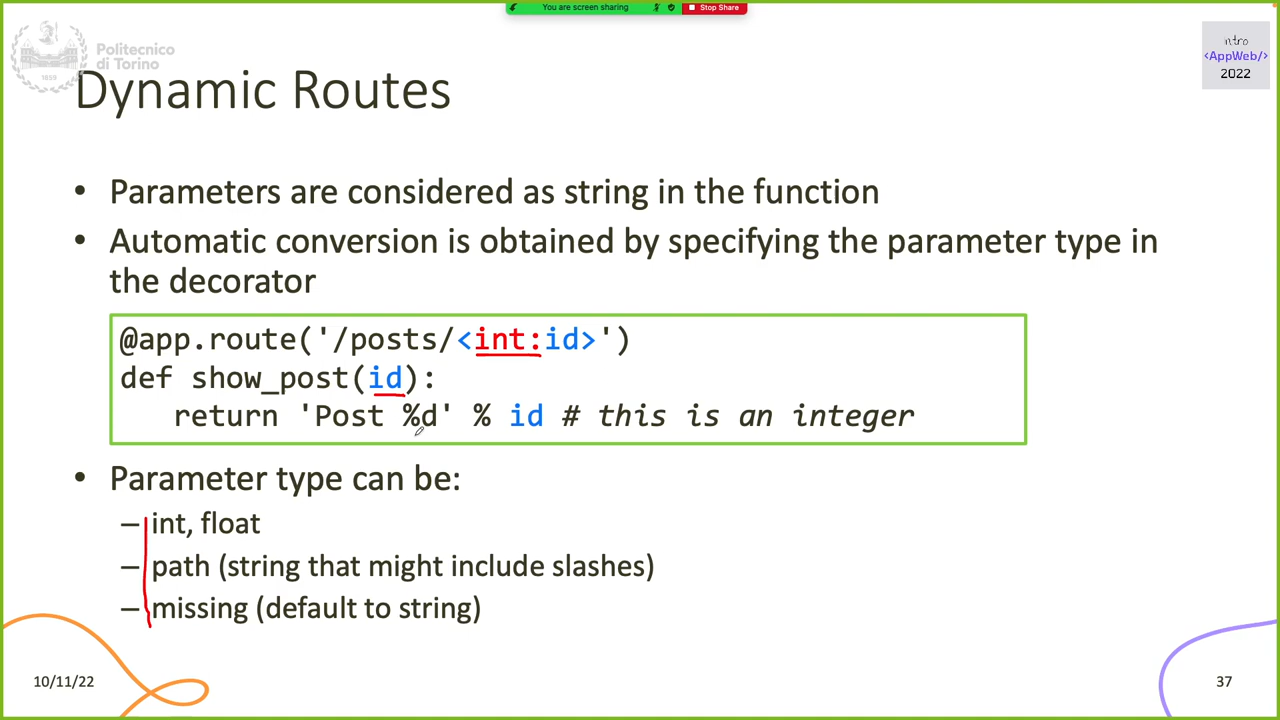 You are screen sharing
Stop Share
Politecnico
di Torino
1859
intro
<AppWeb/>
2022
Dynamic Routes
• Parameters are considered as string in the function
• Automatic conversion is obtained by specifying the parameter type in
the decorator
@app.route('/posts/<int:id>')
def show_post(id):
return 'Post %d' % id # this is an integer
• Parameter type can be:
– int, float
– path (string that might include slashes)
– missing (default to string)
10/11/22
37